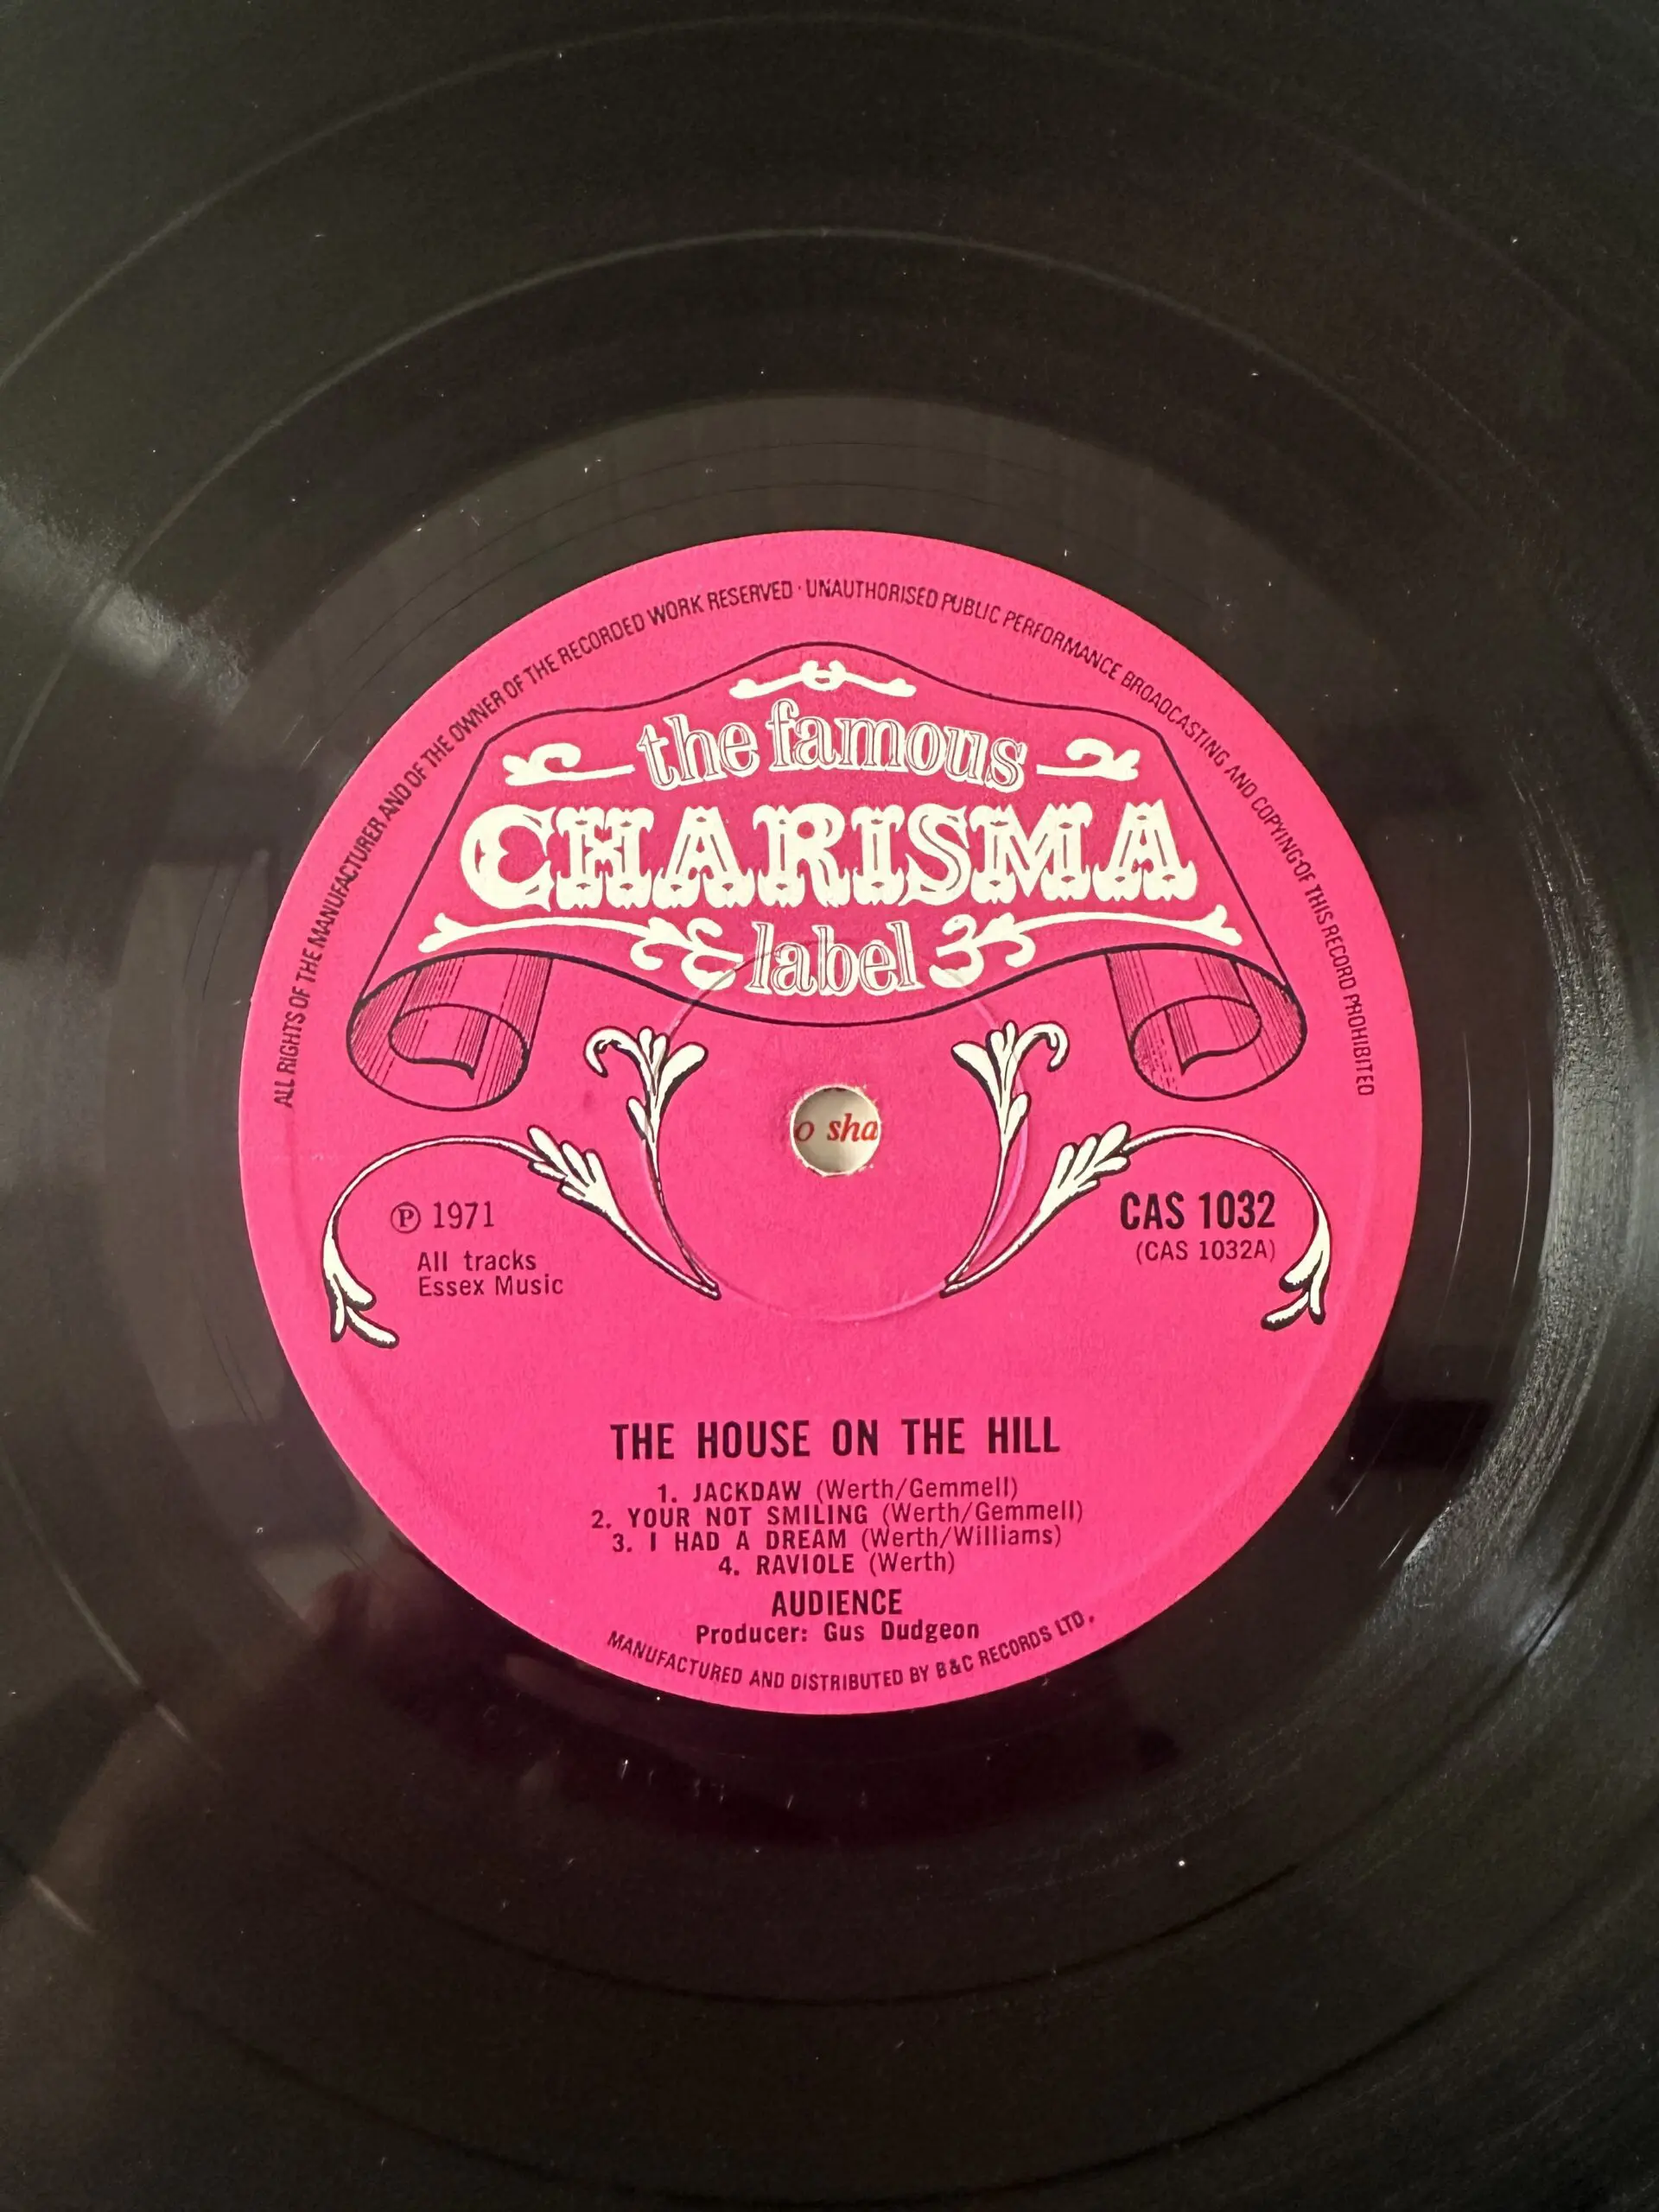 ALL RIGHTS OF THE MANUFACTURER AND OF THE OWNER OF THE RECORDED WORK RESERVED · UNAUTHORISED PUBLIC PERFORMANCE BROADCASTING AND COPYING OF THIS RECORD PROHIBITED
the famous
CHARISMA
label
o sha
℗ 1971
All tracks
Essex Music
CAS 1032
(CAS 1032A)
THE HOUSE ON THE HILL
1. JACKDAW (Werth/Gemmell)
2. YOUR NOT SMILING (Werth/Gemmell)
3. I HAD A DREAM (Werth/Williams)
4. RAVIOLE (Werth)
AUDIENCE
Producer: Gus Dudgeon
MANUFACTURED AND DISTRIBUTED BY B&C RECORDS LTD.